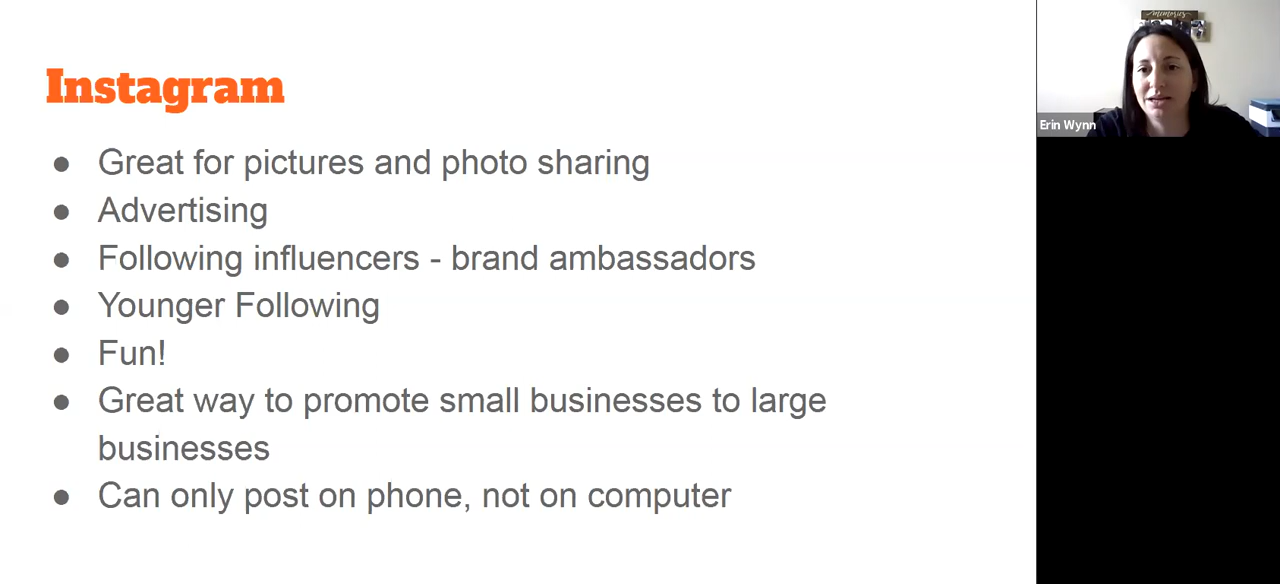 Instagram
● Great for pictures and photo sharing
● Advertising
● Following influencers - brand ambassadors
● Younger Following
● Fun!
● Great way to promote small businesses to large
businesses
● Can only post on phone, not on computer
memories
Erin Wynn